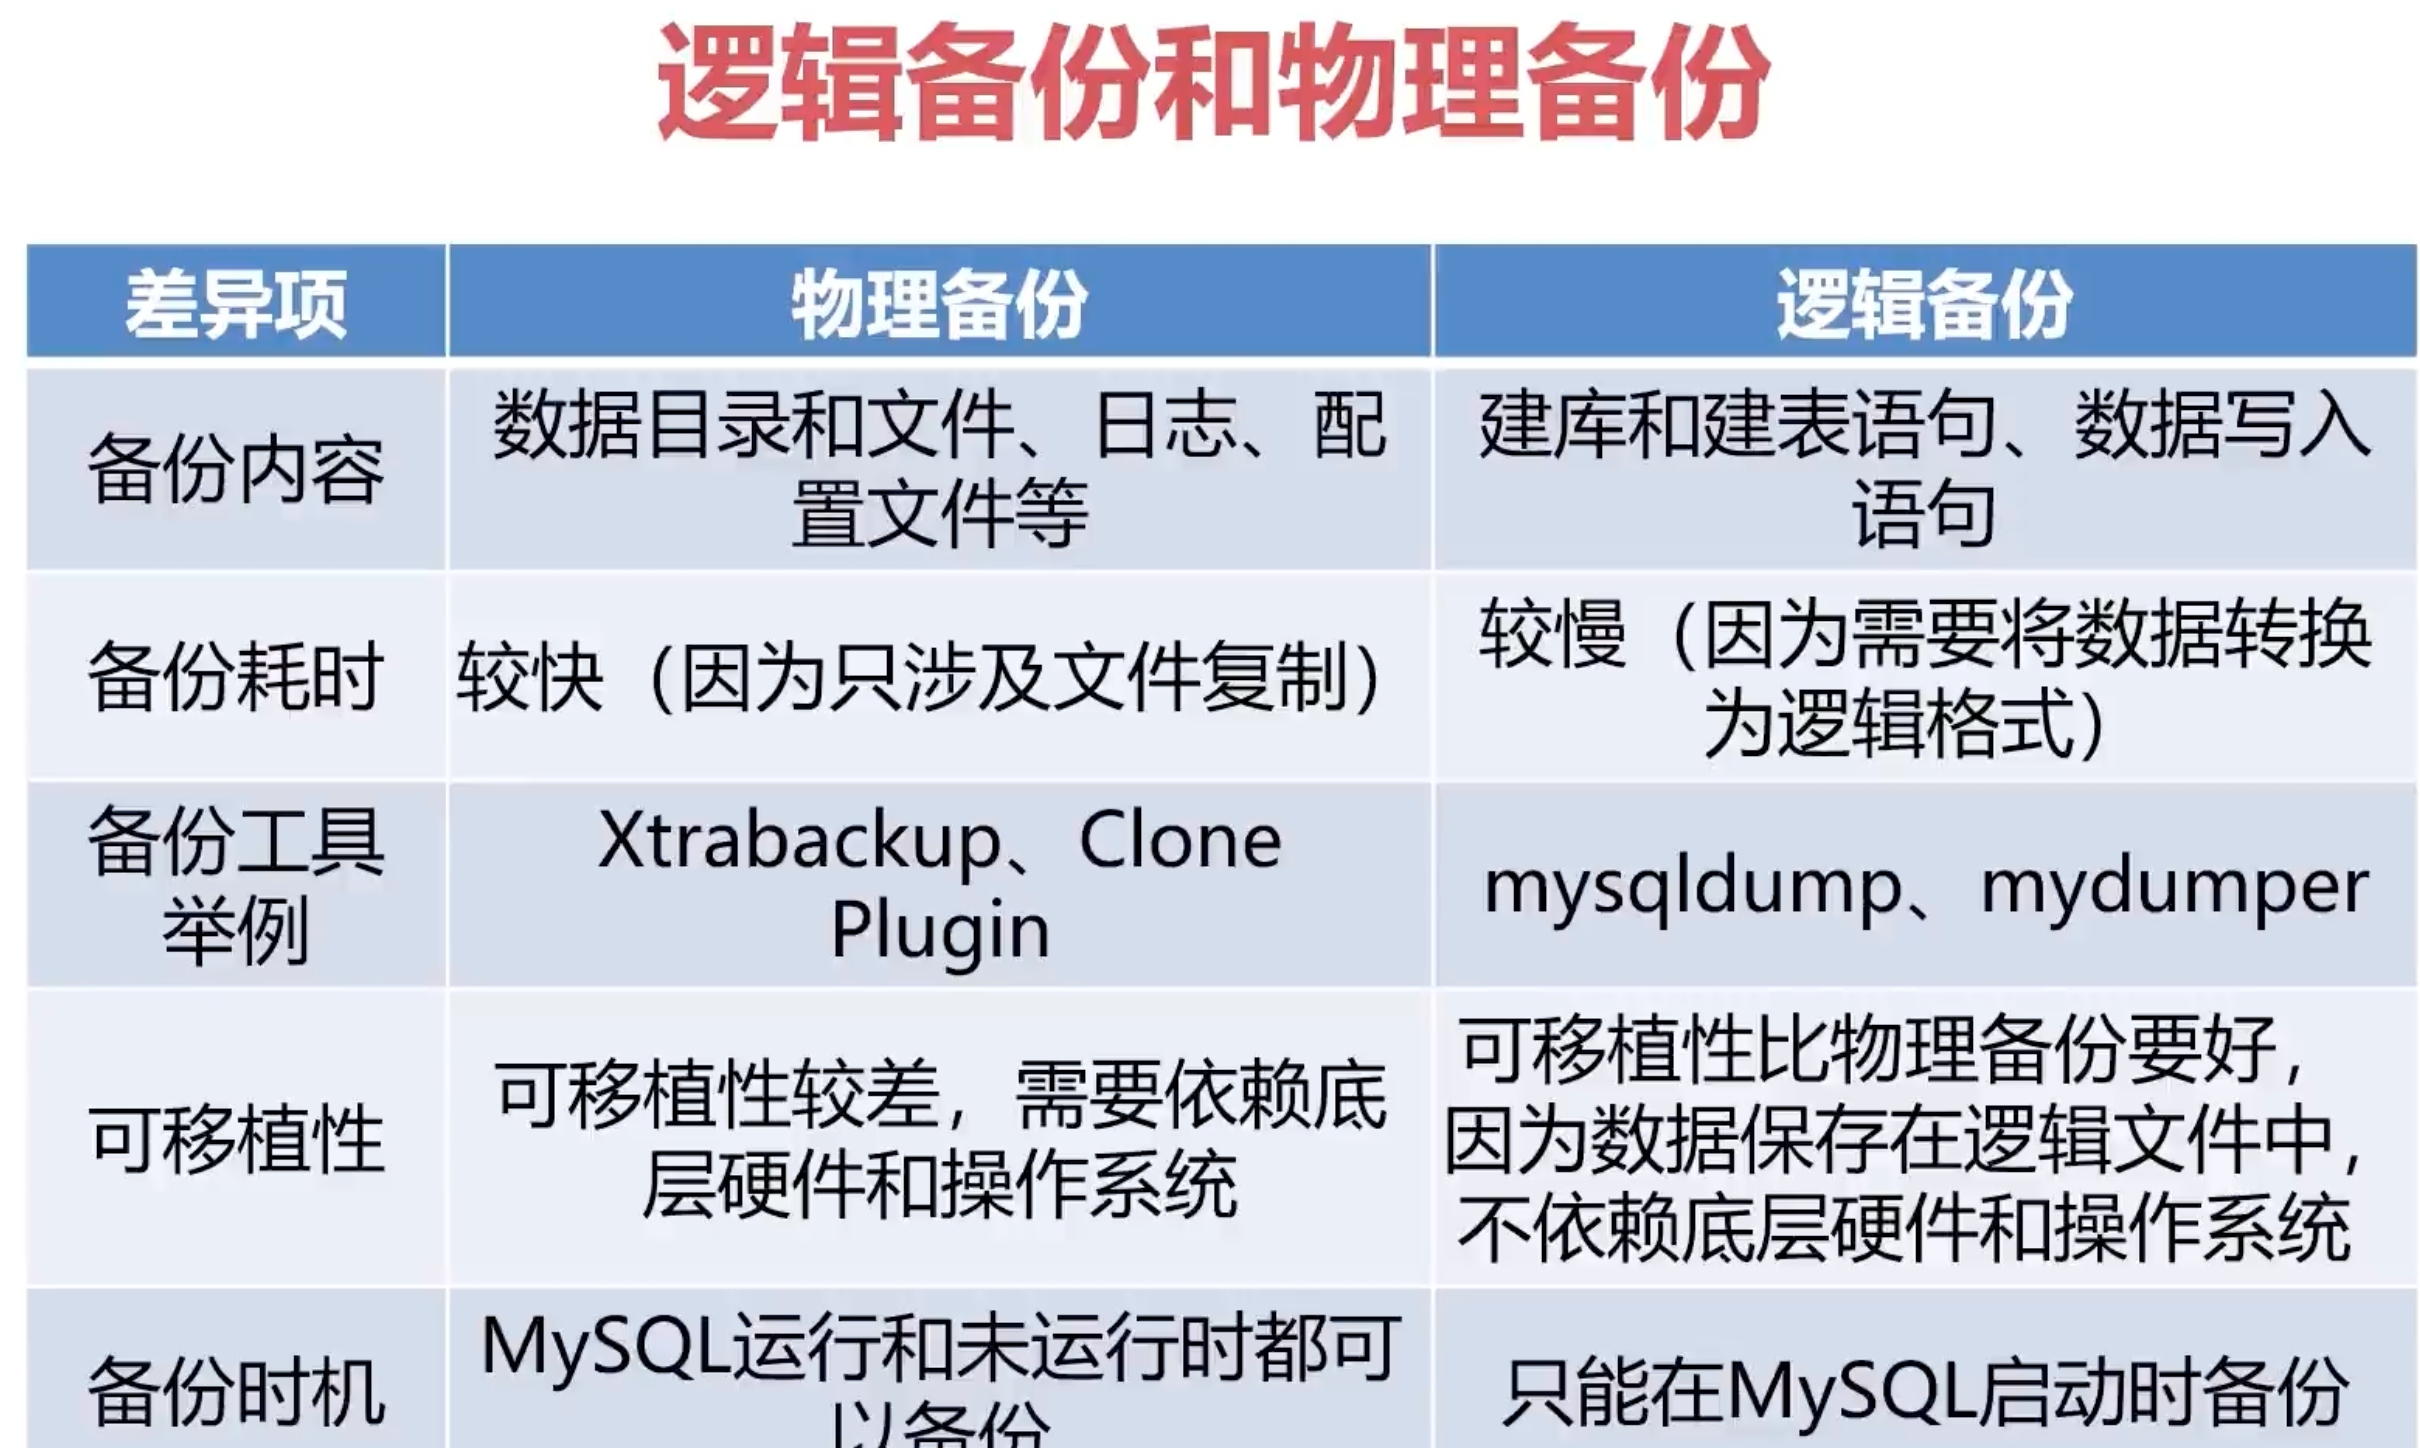 逻辑备份和物理备份
差异项
物理备份
逻辑备份
备份内容
数据目录和文件、日志、配
置文件等
建库和建表语句、数据写入
语句
备份耗时
较快（因为只涉及文件复制）
较慢（因为需要将数据转换
为逻辑格式）
备份工具
举例
Xtrabackup、Clone
Plugin
mysqldump、mydumper
可移植性
可移植性较差，需要依赖底
层硬件和操作系统
可移植性比物理备份要好，
因为数据保存在逻辑文件中，
不依赖底层硬件和操作系统
备份时机
MySQL运行和未运行时都可
以备份
只能在MySQL启动时备份